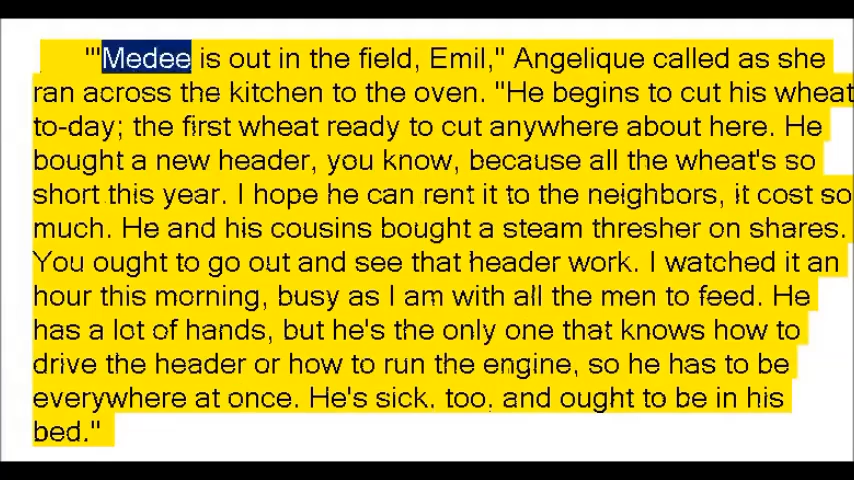 "'Medee is out in the field, Emil," Angelique called as she
ran across the kitchen to the oven. "He begins to cut his wheat
to-day; the first wheat ready to cut anywhere about here. He
bought a new header, you know, because all the wheat's so
short this year. I hope he can rent it to the neighbors, it cost so
much. He and his cousins bought a steam thresher on shares.
You ought to go out and see that header work. I watched it an
hour this morning, busy as I am with all the men to feed. He
has a lot of hands, but he's the only one that knows how to
drive the header or how to run the engine, so he has to be
everywhere at once. He's sick, too, and ought to be in his
bed."